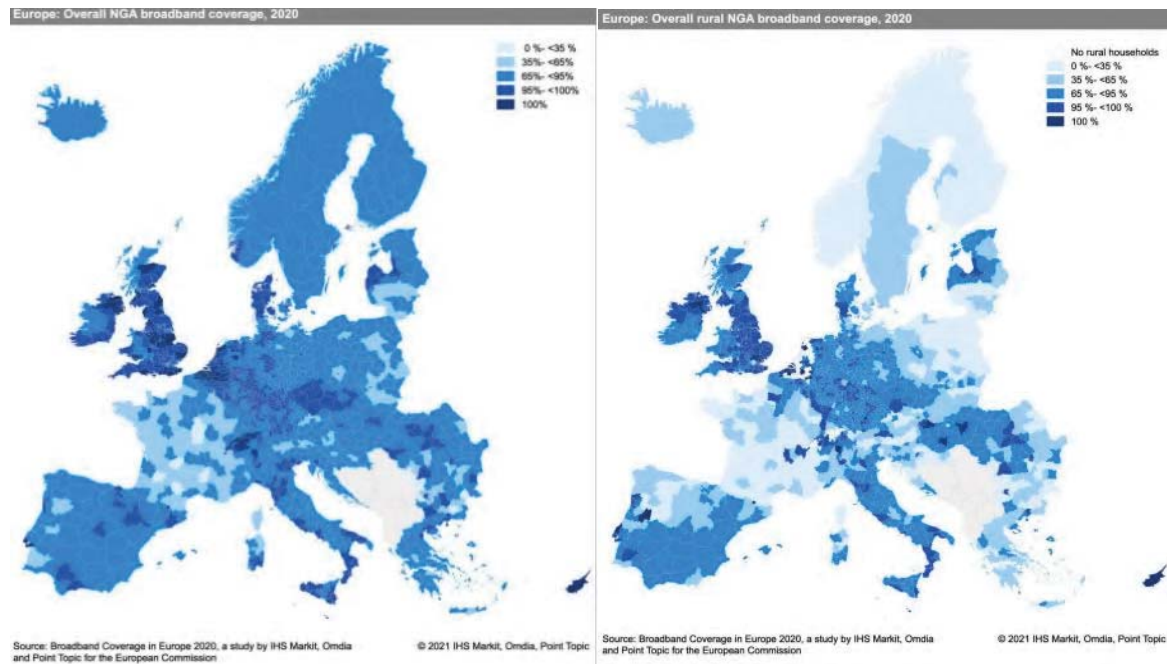 Europe: Overall NGA broadband coverage, 2020
0 %- <35 %
35%- <65%
65%- <95%
95%- <100%
100%
Source: Broadband Coverage in Europe 2020, a study by IHS Markit, Omdia
and Point Topic for the European Commission
© 2021 IHS Markit, Omdia, Point Topic
Europe: Overall rural NGA broadband coverage, 2020
No rural households
0 %- <35 %
35 %- <65 %
65 %- <95 %
95 %- <100 %
100 %
Source: Broadband Coverage in Europe 2020, a study by IHS Markit, Omdia
and Point Topic for the European Commission
© 2021 IHS Markit, Omdia, Point Topic